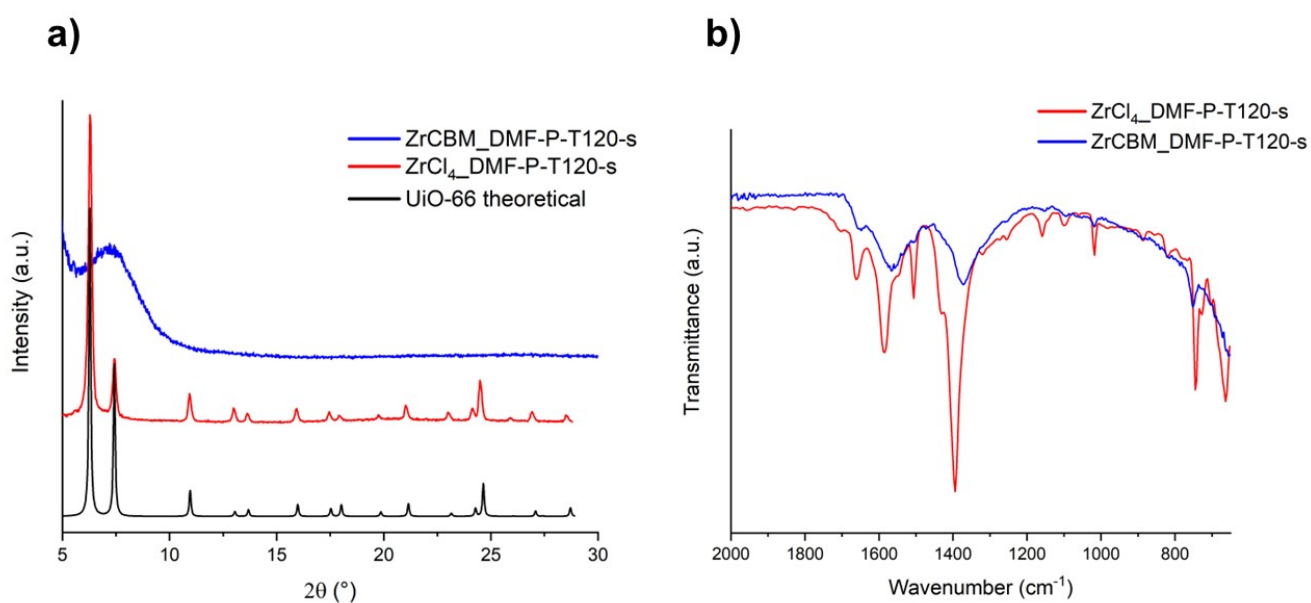 a)
ZrCBM_DMF-P-T120-s
ZrCl₄_DMF-P-T120-s
UiO-66 theoretical
Intensity (a.u.)
5 10 15 20 25 30
2θ (°)
b)
ZrCl₄_DMF-P-T120-s
ZrCBM_DMF-P-T120-s
Transmittance (a.u.)
2000 1800 1600 1400 1200 1000 800
Wavenumber (cm⁻¹)